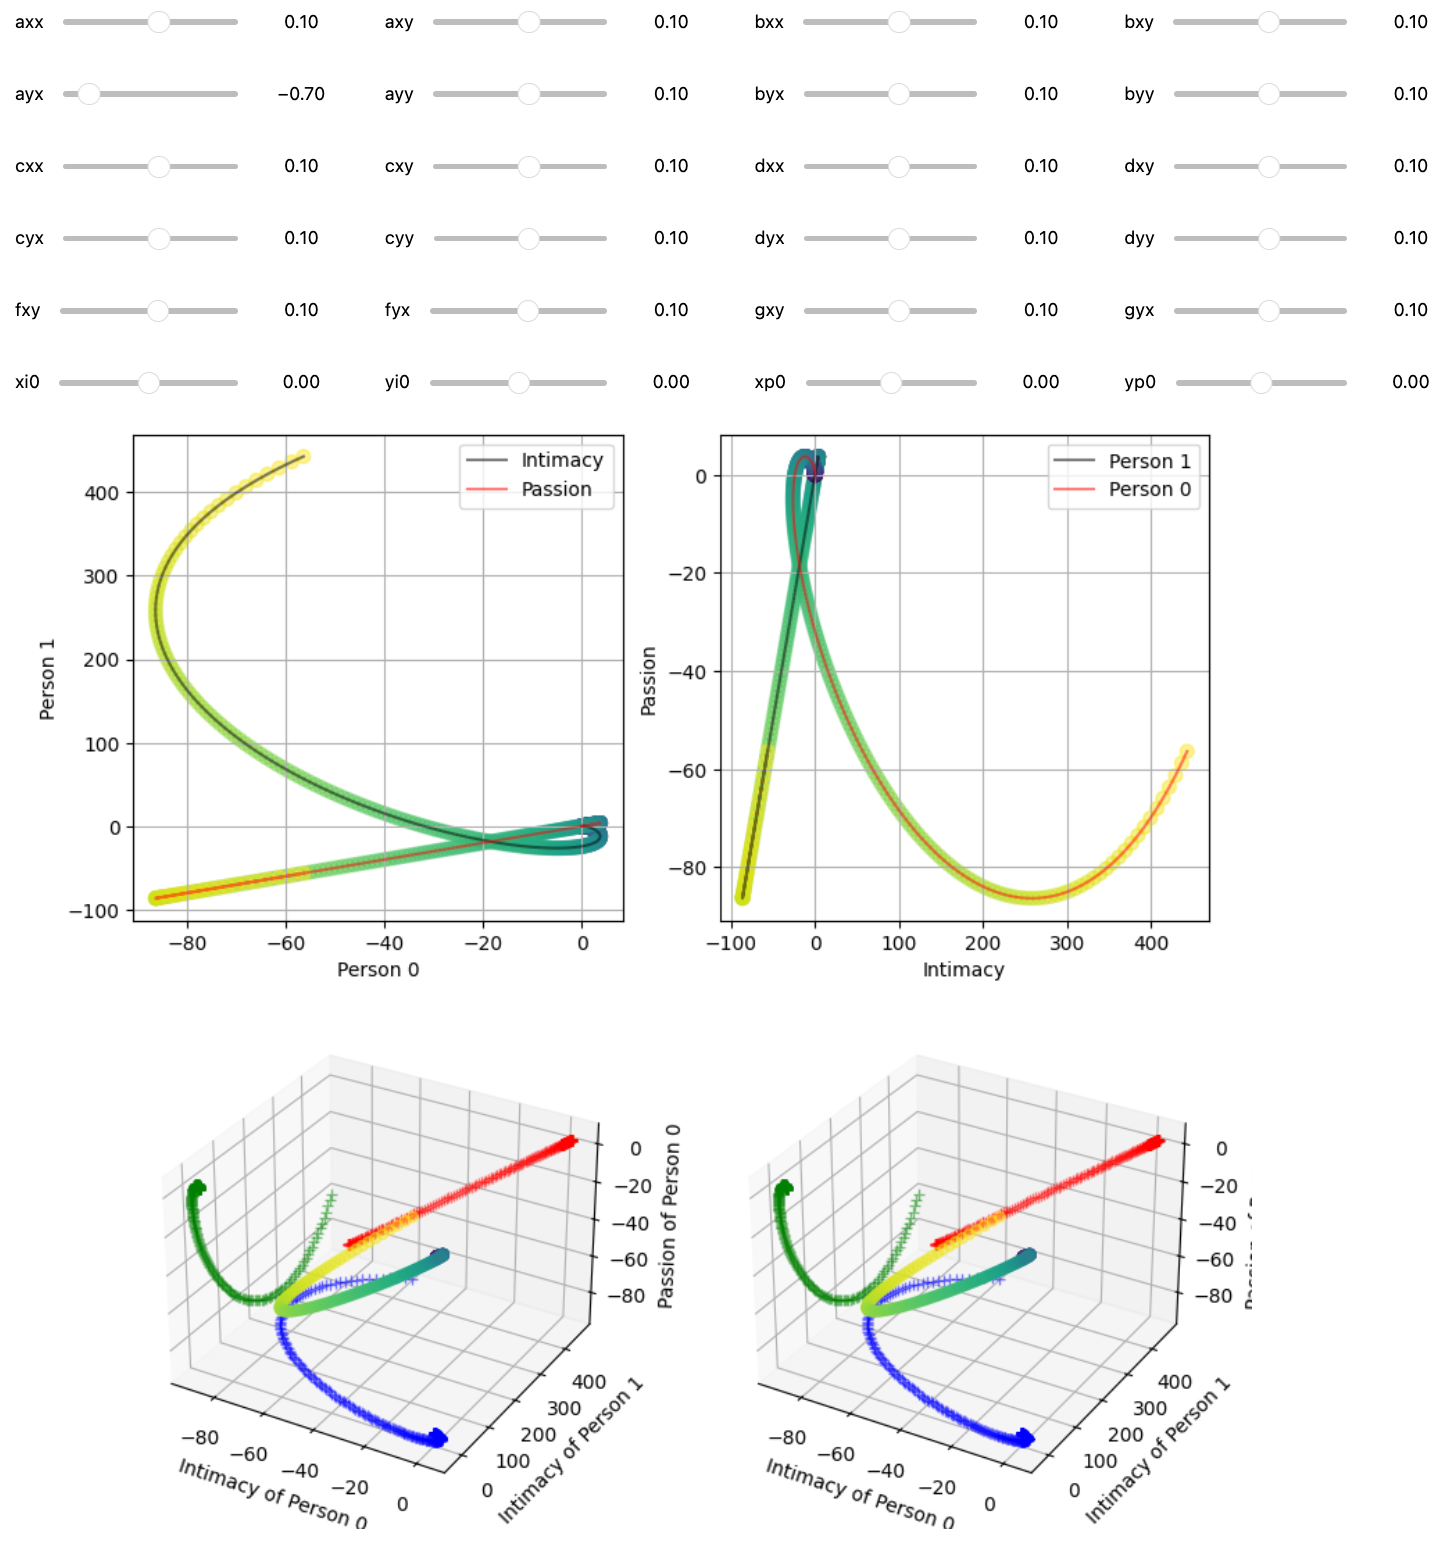 axx 0.10 axy 0.10 bxx 0.10 bxy 0.10
ayx −0.70 ayy 0.10 byx 0.10 byy 0.10
cxx 0.10 cxy 0.10 dxx 0.10 dxy 0.10
cyx 0.10 cyy 0.10 dyx 0.10 dyy 0.10
fxy 0.10 fyx 0.10 gxy 0.10 gyx 0.10
xi0 0.00 yi0 0.00 xp0 0.00 yp0 0.00
Intimacy
Passion
400
300
200
100
0
−100
Person 1
−80 −60 −40 −20 0
Person 0
Person 1
Person 0
0
−20
−40
−60
−80
Passion
−100 0 100 200 300 400
Intimacy
0
−20
−40
−60
−80
Passion of Person 0
400
300
200
100
0
Intimacy of Person 1
−80
−60
−40
−20
0
Intimacy of Person 0
0
−20
−40
−60
−80
400
300
200
100
0
Intimacy of Person 1
−80
−60
−40
−20
0
Intimacy of Person 0